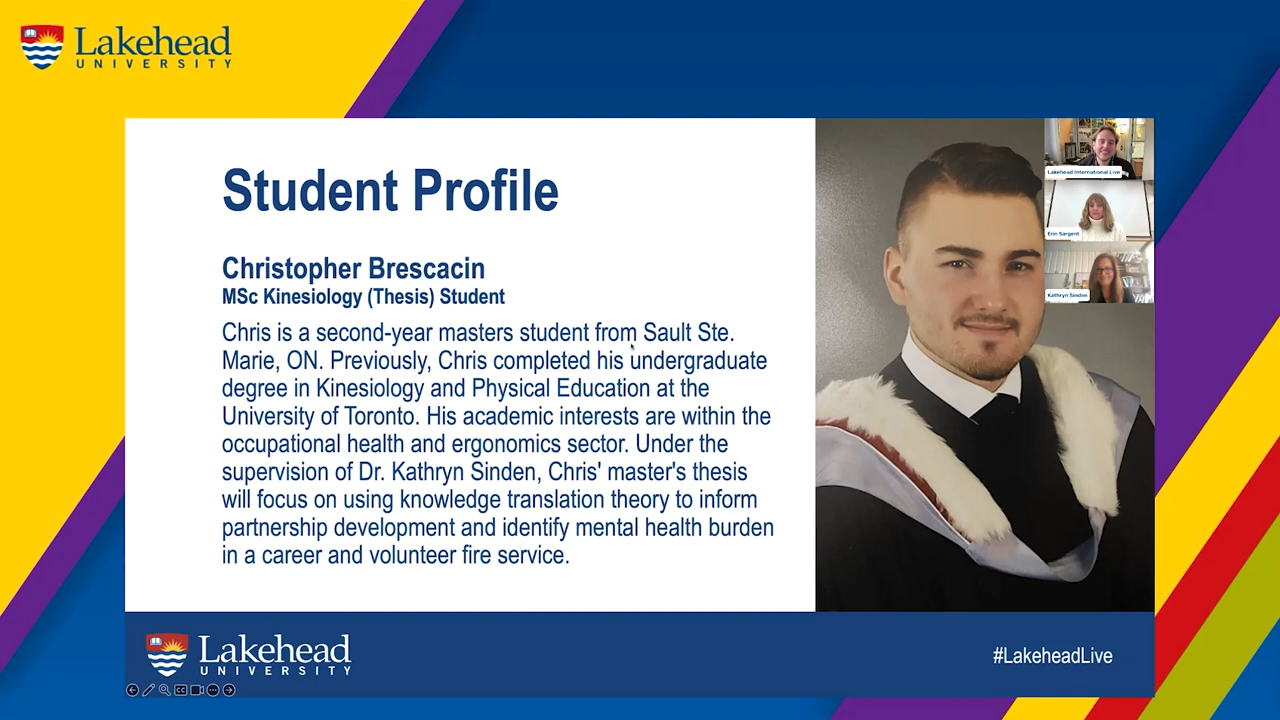 Lakehead
UNIVERSITY
Student Profile
Christopher Brescacin
MSc Kinesiology (Thesis) Student
Chris is a second-year masters student from Sault Ste.
Marie, ON. Previously, Chris completed his undergraduate
degree in Kinesiology and Physical Education at the
University of Toronto. His academic interests are within the
occupational health and ergonomics sector. Under the
supervision of Dr. Kathryn Sinden, Chris' master's thesis
will focus on using knowledge translation theory to inform
partnership development and identify mental health burden
in a career and volunteer fire service.
Lakehead International Live
Erin Sargent
Kathryn Sinden
Lakehead
UNIVERSITY
#LakeheadLive